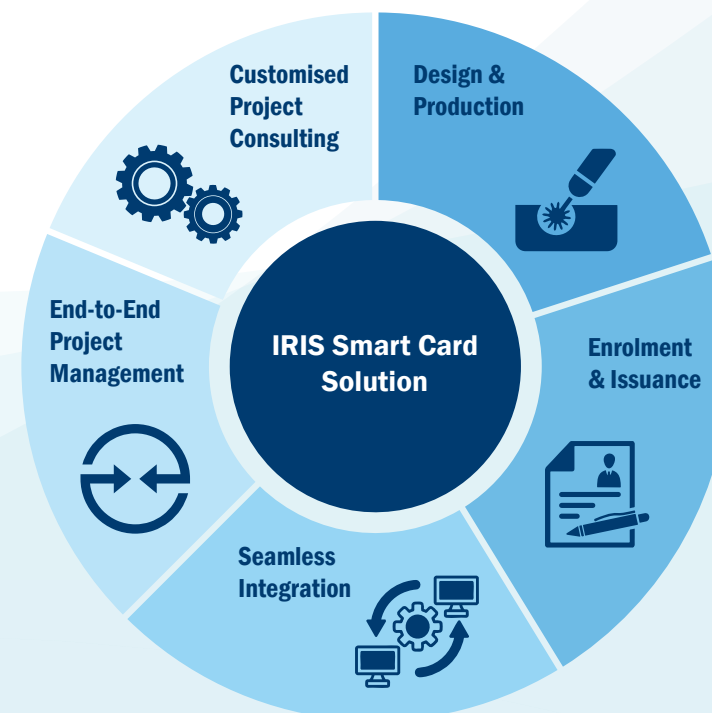 Customised
Project
Consulting
Design &
Production
End-to-End
Project
Management
IRIS Smart Card
Solution
Enrolment
& Issuance
Seamless
Integration